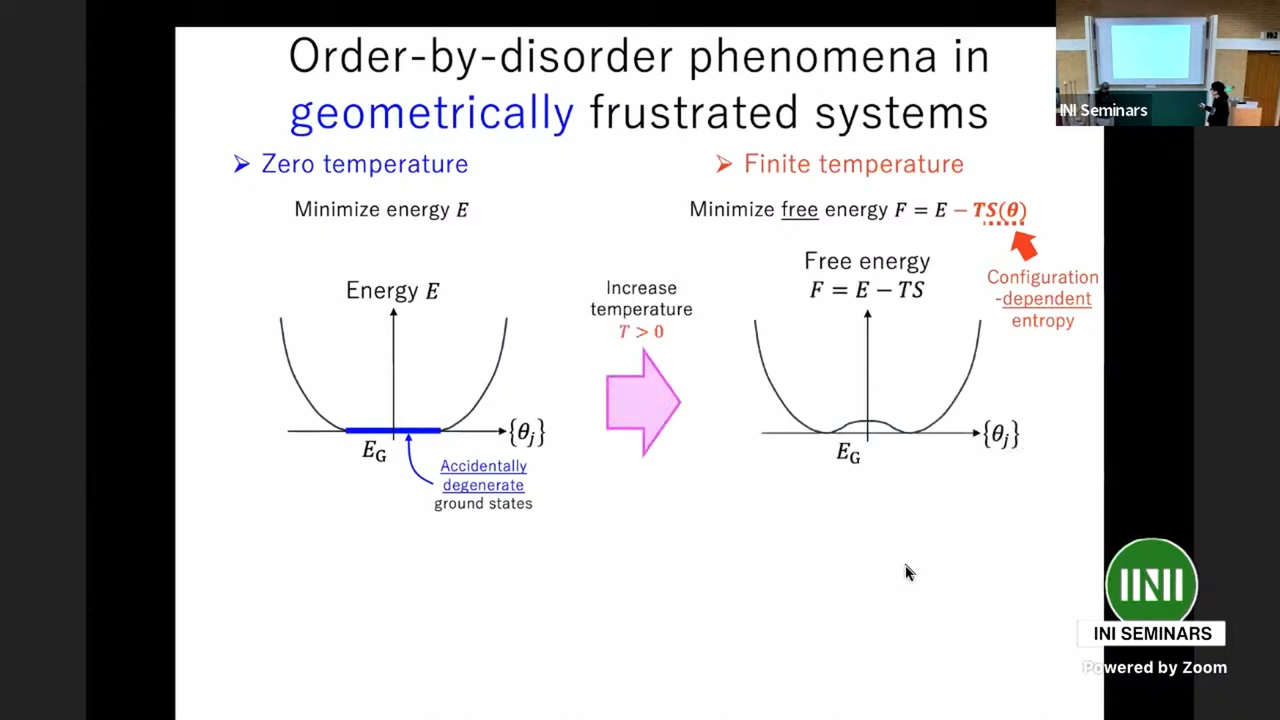 Order-by-disorder phenomena in
geometrically frustrated systems
INI Seminars
➢ Zero temperature
Minimize energy E
Energy E
{θj}
EG
Accidentally
degenerate
ground states
Increase
temperature
T > 0
➢ Finite temperature
Minimize free energy F = E − TS(θ)
Configuration
-dependent
entropy
Free energy
F = E − TS
{θj}
EG
INI SEMINARS
Powered by Zoom